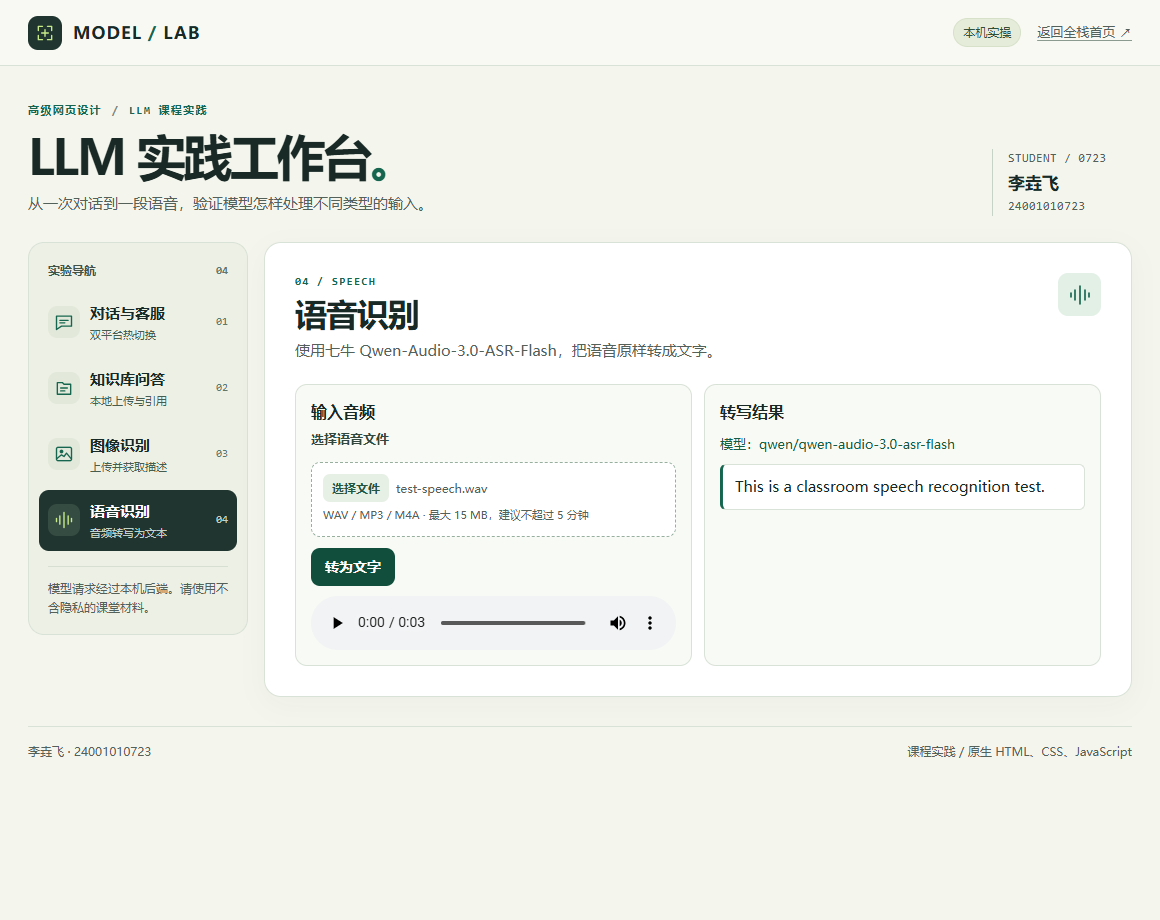 MODEL / LAB
本机实操
返回全栈首页 ↗
高级网页设计 / LLM 课程实践
LLM 实践工作台。
从一次对话到一段语音，验证模型怎样处理不同类型的输入。
STUDENT / 0723
李垚飞
24001010723
实验导航 04
对话与客服
双平台热切换
01
知识库问答
本地上传与引用
02
图像识别
上传并获取描述
03
语音识别
音频转写为文本
04
模型请求经过本机后端。请使用不
含隐私的课堂材料。
04 / SPEECH
语音识别
使用七牛 Qwen-Audio-3.0-ASR-Flash，把语音原样转成文字。
输入音频
选择语音文件
选择文件 test-speech.wav
WAV / MP3 / M4A · 最大 15 MB，建议不超过 5 分钟
转为文字
0:00 / 0:03
转写结果
模型：qwen/qwen-audio-3.0-asr-flash
This is a classroom speech recognition test.
李垚飞 · 24001010723
课程实践 / 原生 HTML、CSS、JavaScript